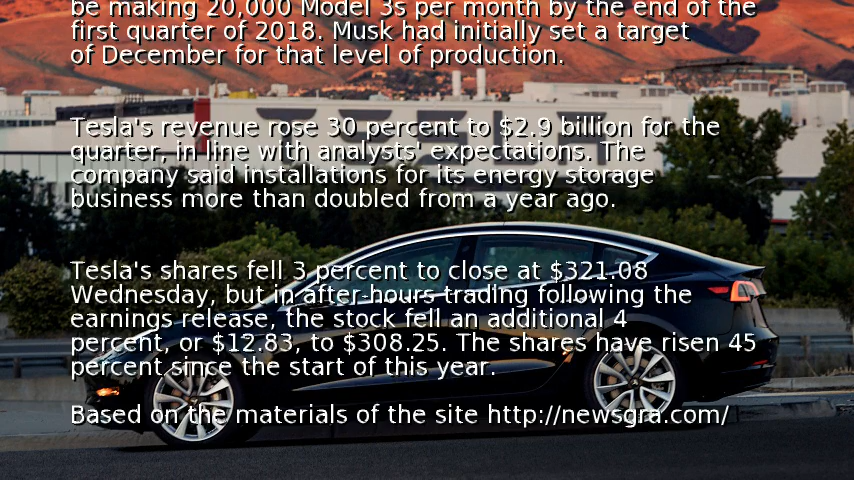 be making 20,000 Model 3s per month by the end of the
first quarter of 2018. Musk had initially set a target
of December for that level of production.
Tesla's revenue rose 30 percent to $2.9 billion for the
quarter, in line with analysts' expectations. The
company said installations for its energy storage
business more than doubled from a year ago.
Tesla's shares fell 3 percent to close at $321.08
Wednesday, but in after-hours trading following the
earnings release, the stock fell an additional 4
percent, or $12.83, to $308.25. The shares have risen 45
percent since the start of this year.
Based on the materials of the site http://newsgra.com/